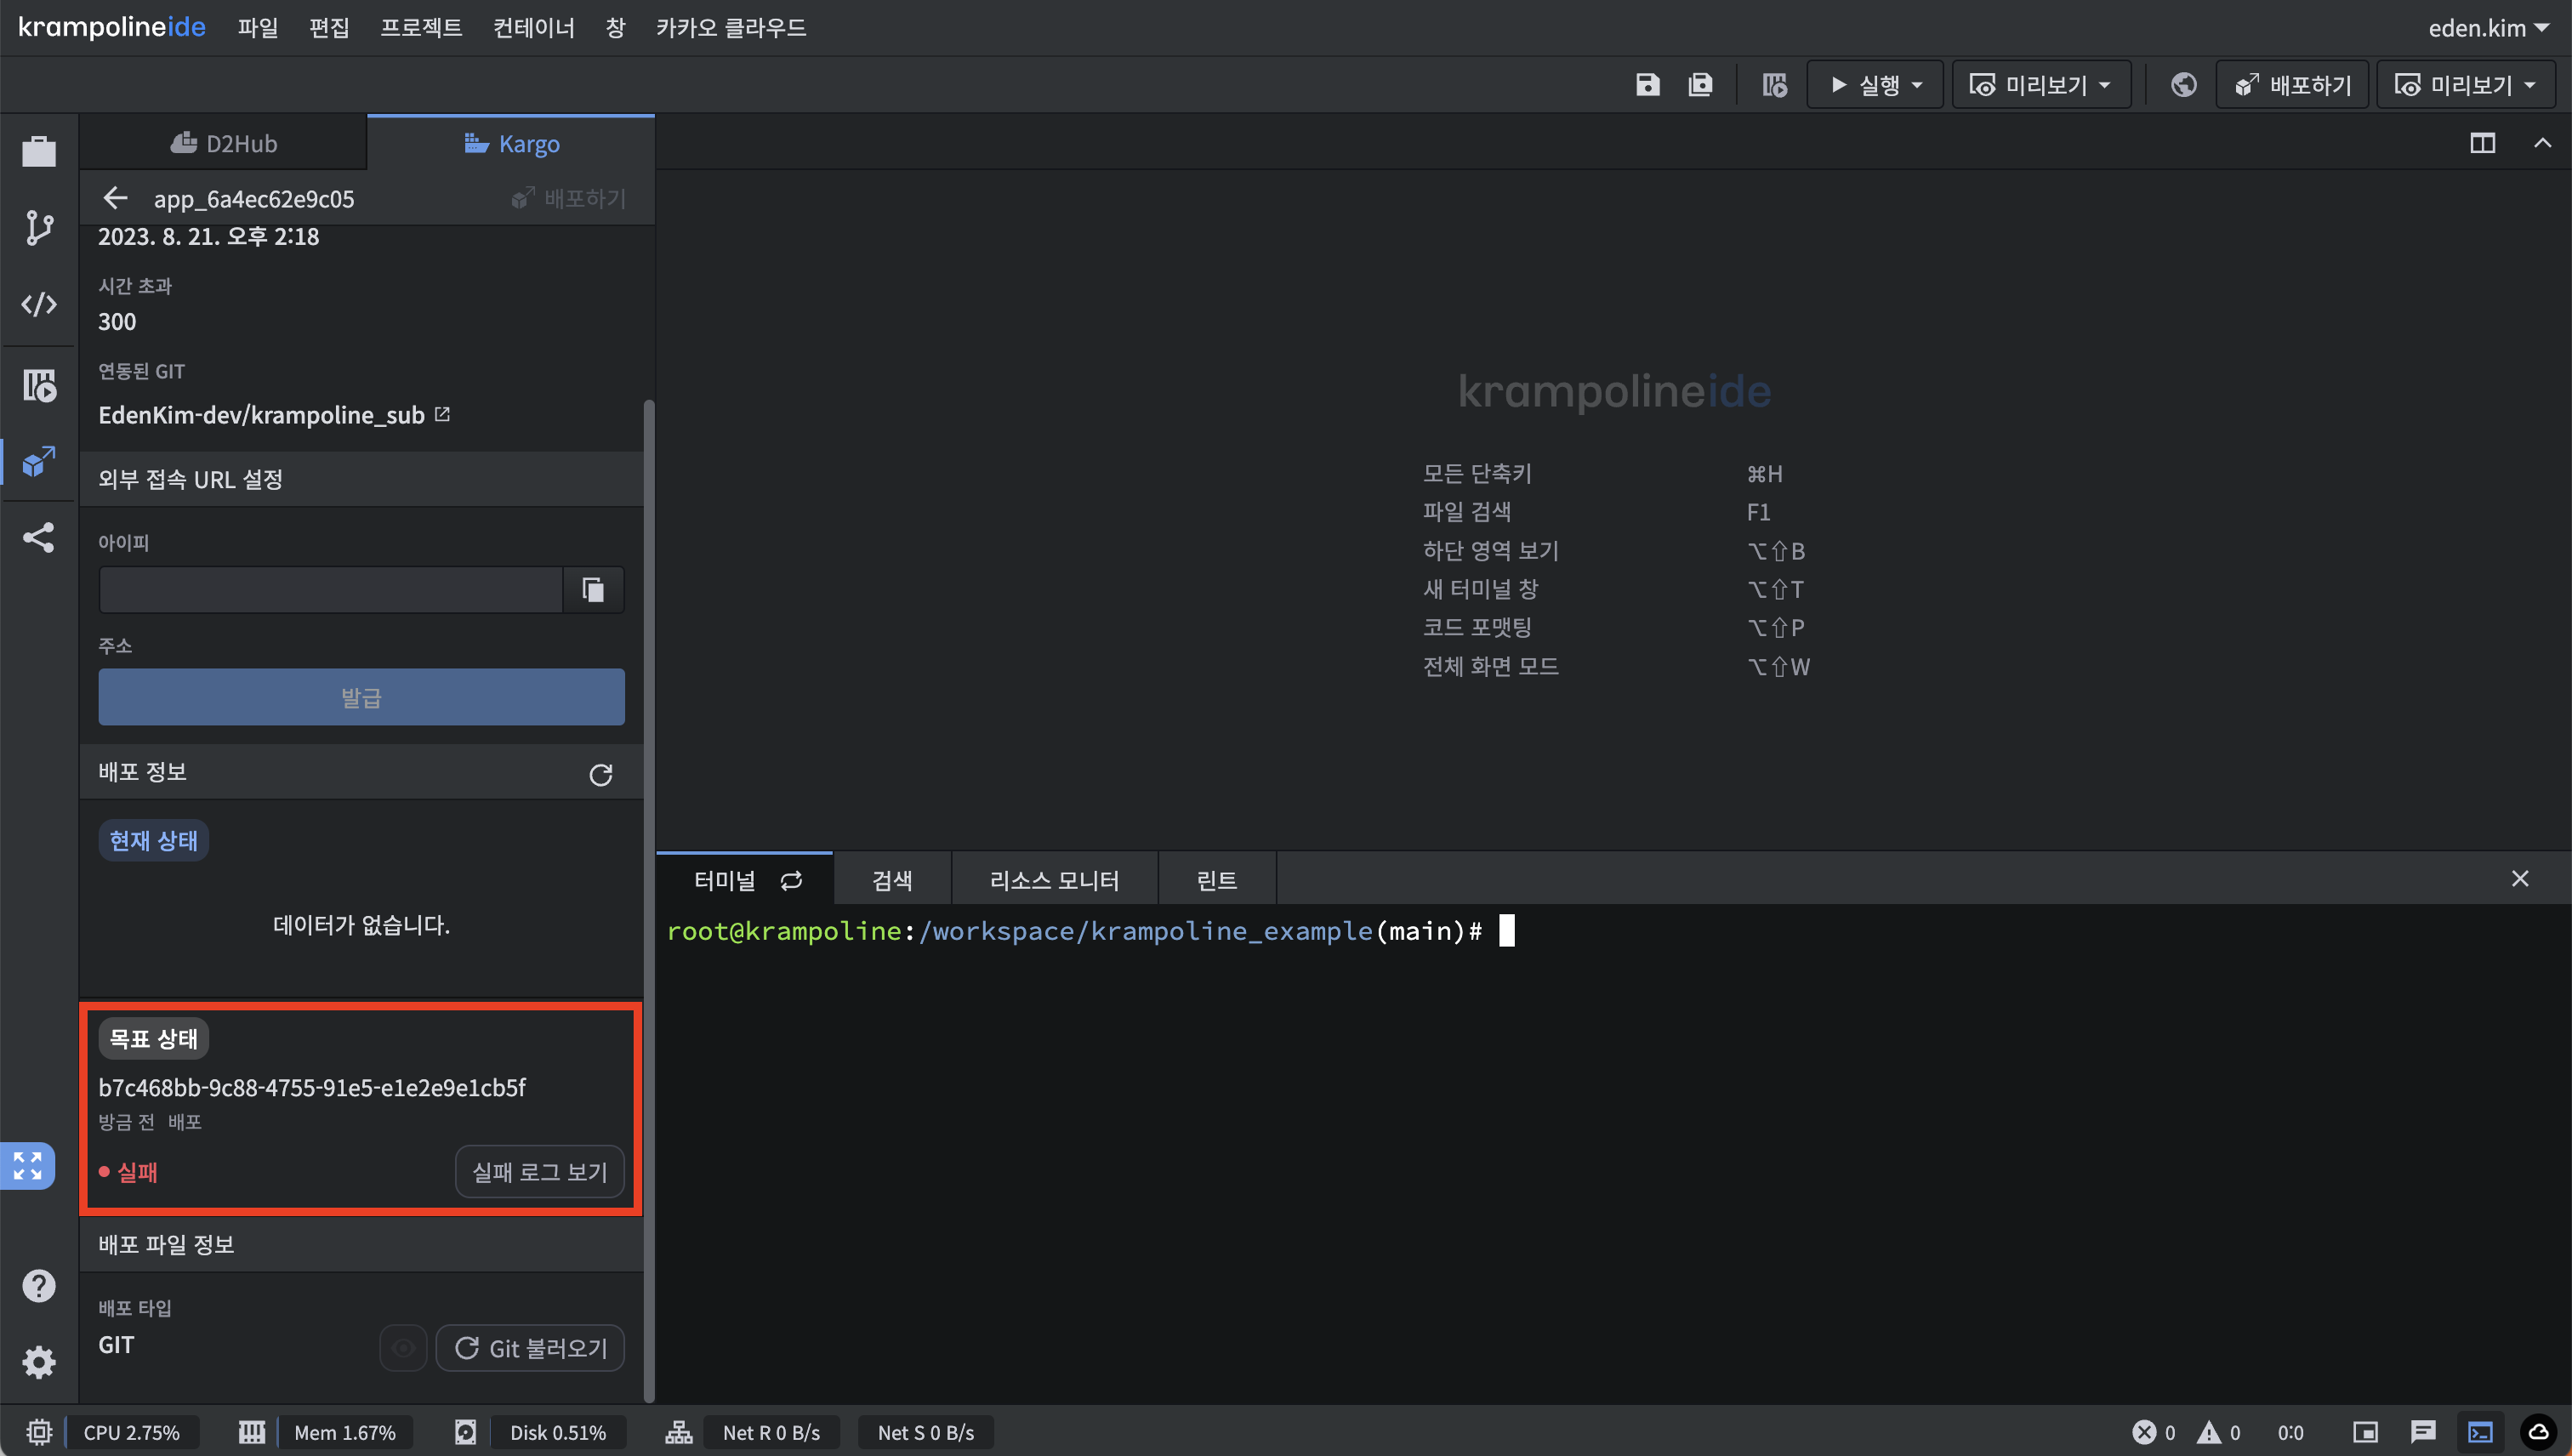 krampolineide 파일 편집 프로젝트 컨테이너 창 카카오 클라우드 eden.kim
실행 미리보기 배포하기 미리보기
D2Hub Kargo
app_6a4ec62e9c05 배포하기
2023. 8. 21. 오후 2:18
시간 초과
300
연동된 GIT
EdenKim-dev/krampoline_sub
외부 접속 URL 설정
아이피
주소
발급
배포 정보
현재 상태
데이터가 없습니다.
목표 상태
b7c468bb-9c88-4755-91e5-e1e2e9e1cb5f
방금 전 배포
실패 실패 로그 보기
배포 파일 정보
배포 타입
GIT Git 불러오기
krampolineide
모든 단축키 ⌘H
파일 검색 F1
하단 영역 보기 ⌥⇧B
새 터미널 창 ⌥⇧T
코드 포맷팅 ⌥⇧P
전체 화면 모드 ⌥⇧W
터미널 검색 리소스 모니터 린트
root@krampoline:/workspace/krampoline_example(main)#
CPU 2.75% Mem 1.67% Disk 0.51% Net R 0 B/s Net S 0 B/s 0 0 0:0